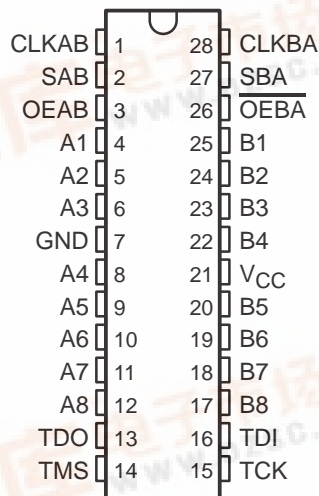 CLKAB 1 28 CLKBA
SAB 2 27 SBA
OEAB 3 26 O̅E̅B̅A̅
A1 4 25 B1
A2 5 24 B2
A3 6 23 B3
GND 7 22 B4
A4 8 21 VCC
A5 9 20 B5
A6 10 19 B6
A7 11 18 B7
A8 12 17 B8
TDO 13 16 TDI
TMS 14 15 TCK